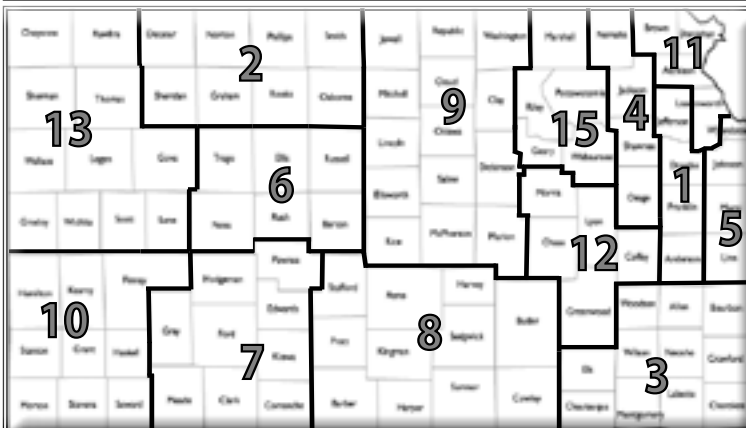 Cheyenne Rawlins Decatur Norton Phillips Smith Jewell Republic Washington Marshall Nemaha Brown
11
2
Sherman Thomas Sheridan Graham Rooks Osborne Mitchell Cloud Clay Riley Pottawatomie Jackson
9
4
13
15
Ottawa
Lincoln
Wallace Logan Gove Trego Ellis Russell Dickinson Geary Wabaunsee Shawnee Johnson
6
Ellsworth Saline Morris Osage Franklin
1
Greeley Wichita Scott Lane Ness Rush Barton Rice McPherson Marion Chase Lyon
5
12
Coffey Anderson Linn
Hamilton Kearny Finney Hodgeman Pawnee Stafford Reno Harvey
Edwards
Butler Greenwood Woodson Allen Bourbon
10
Gray Ford
8
Stanton Grant Haskell Kiowa Pratt Kingman Sedgwick Elk Wilson Neosho Crawford
7
3
Morton Stevens Seward Meade Clark Comanche Barber Harper Sumner Cowley Chautauqua Montgomery Labette Cherokee